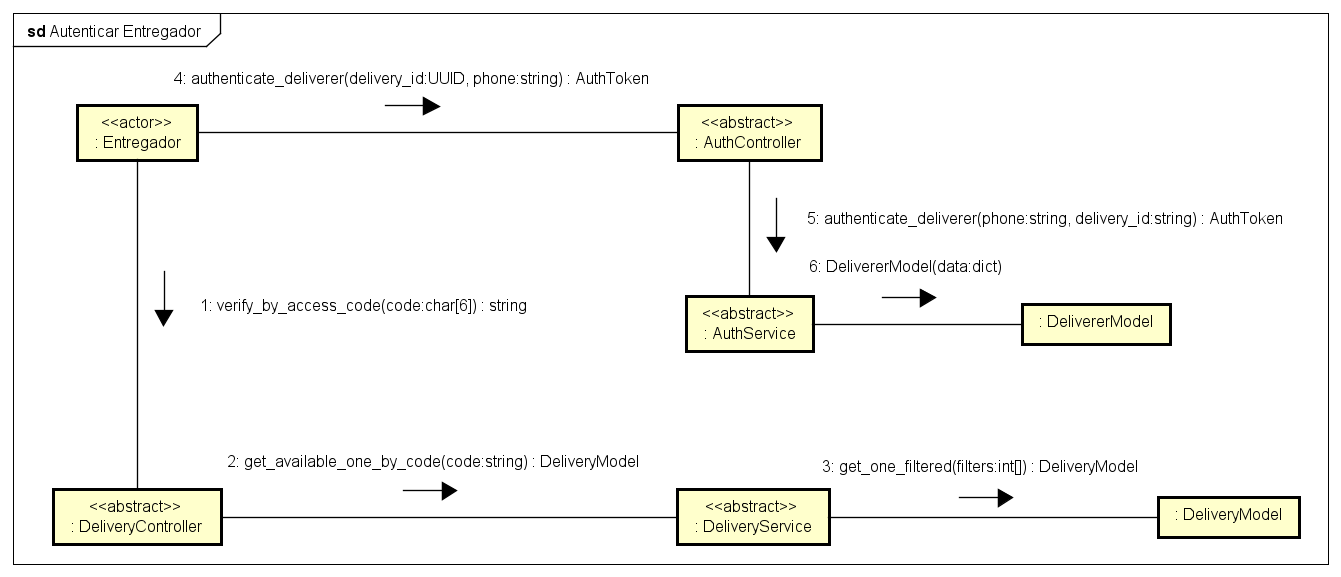 sd Autenticar Entregador
4: authenticate_deliverer(delivery_id:UUID, phone:string) : AuthToken
<<actor>>
: Entregador
<<abstract>>
: AuthController
5: authenticate_deliverer(phone:string, delivery_id:string) : AuthToken
6: DelivererModel(data:dict)
1: verify_by_access_code(code:char[6]) : string
<<abstract>>
: AuthService
: DelivererModel
2: get_available_one_by_code(code:string) : DeliveryModel
3: get_one_filtered(filters:int[]) : DeliveryModel
<<abstract>>
: DeliveryController
<<abstract>>
: DeliveryService
: DeliveryModel